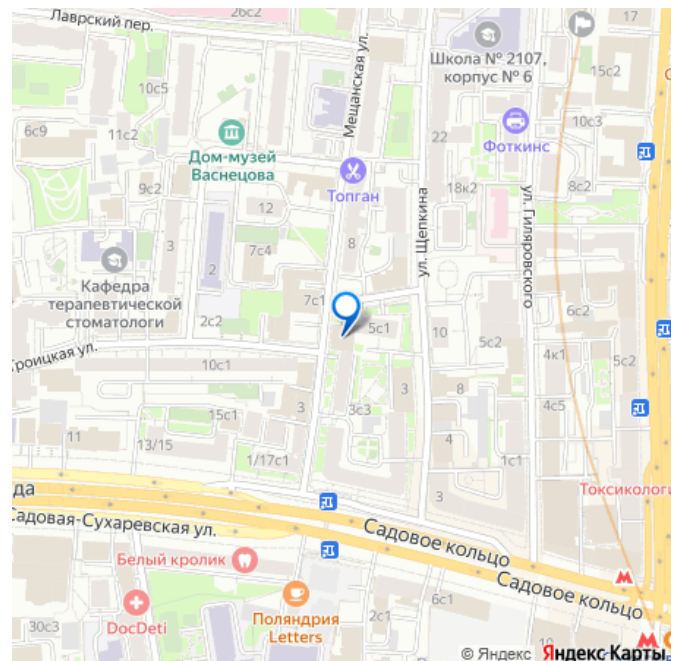 26с2
17
Лаврский пер.
Школа № 2107,
корпус № 6
15с2
10с5
Мещанская ул.
6с9
11с2
22
10с3
Фоткинс
Дом-музей
Васнецова
9с2
Топган
18к2
8с2
12
ул. Щепкина
ул. Гиляровского
3
8
7с4
2
Кафедра
терапевтической
стоматологи
7с1
6с2
2с2
5с1
10
5с2
4к1
5с2
Троицкая ул.
10с1
3
8
15с1
3
3с3
4с5
11
13/15
4
1/17с1
1с1
да
3
Токсикологи
Садовая-Сухаревская ул.
Садовое кольцо
Белый кролик
Садовое кольцо
6с1
Поляндрия
Letters
2с1
30с3
DocDeti
10
© Яндекс Яндекс Карты